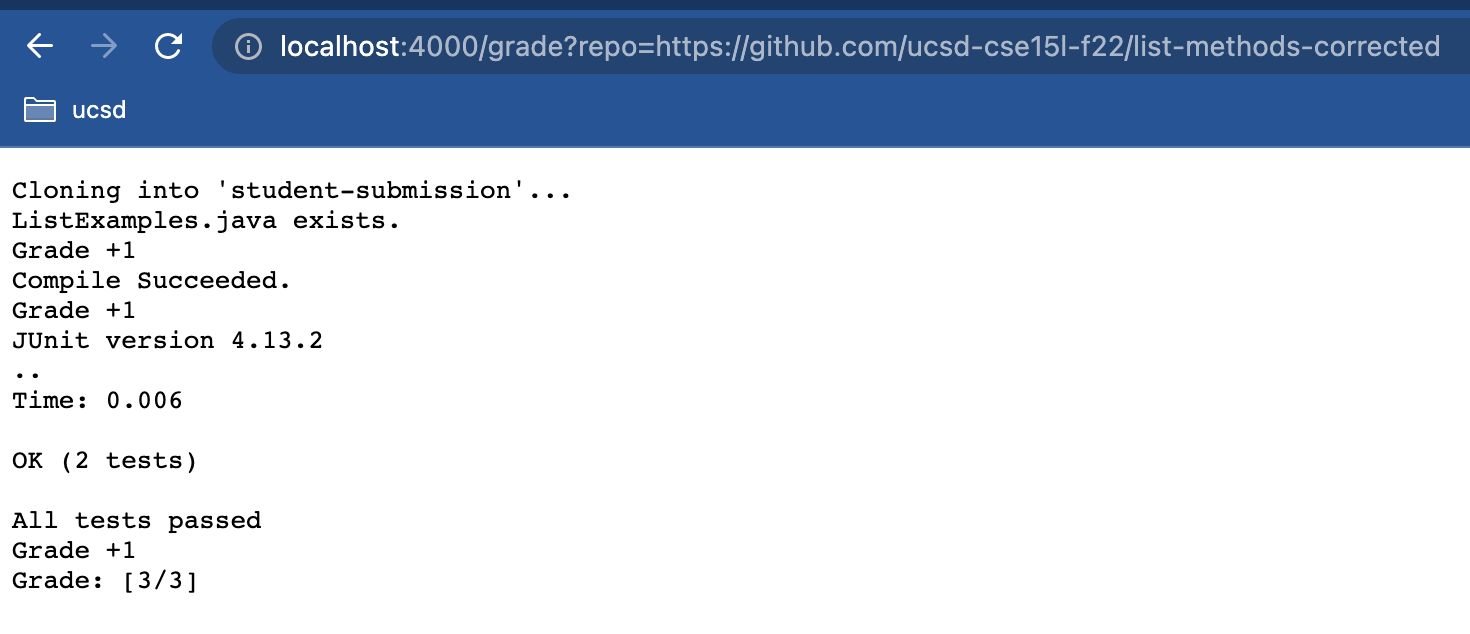 localhost:4000/grade?repo=https://github.com/ucsd-cse15l-f22/list-methods-corrected
ucsd
Cloning into 'student-submission'...
ListExamples.java exists.
Grade +1
Compile Succeeded.
Grade +1
JUnit version 4.13.2
..
Time: 0.006
OK (2 tests)
All tests passed
Grade +1
Grade: [3/3]